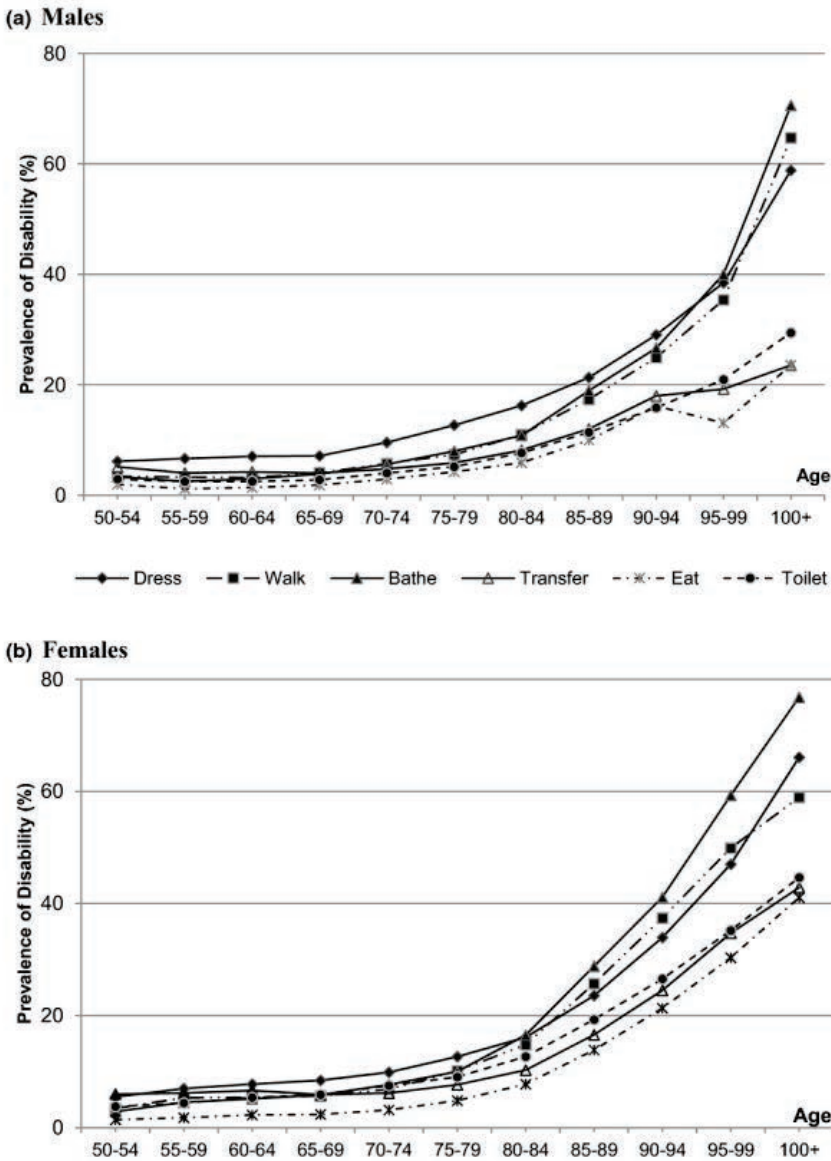 (a) Males
80
60
40
20
0
Prevalence of Disability (%)
Age
50-54 55-59 60-64 65-69 70-74 75-79 80-84 85-89 90-94 95-99 100+
Dress Walk Bathe Transfer Eat Toilet
(b) Females
80
60
40
20
0
Prevalence of Disability (%)
Age
50-54 55-59 60-64 65-69 70-74 75-79 80-84 85-89 90-94 95-99 100+